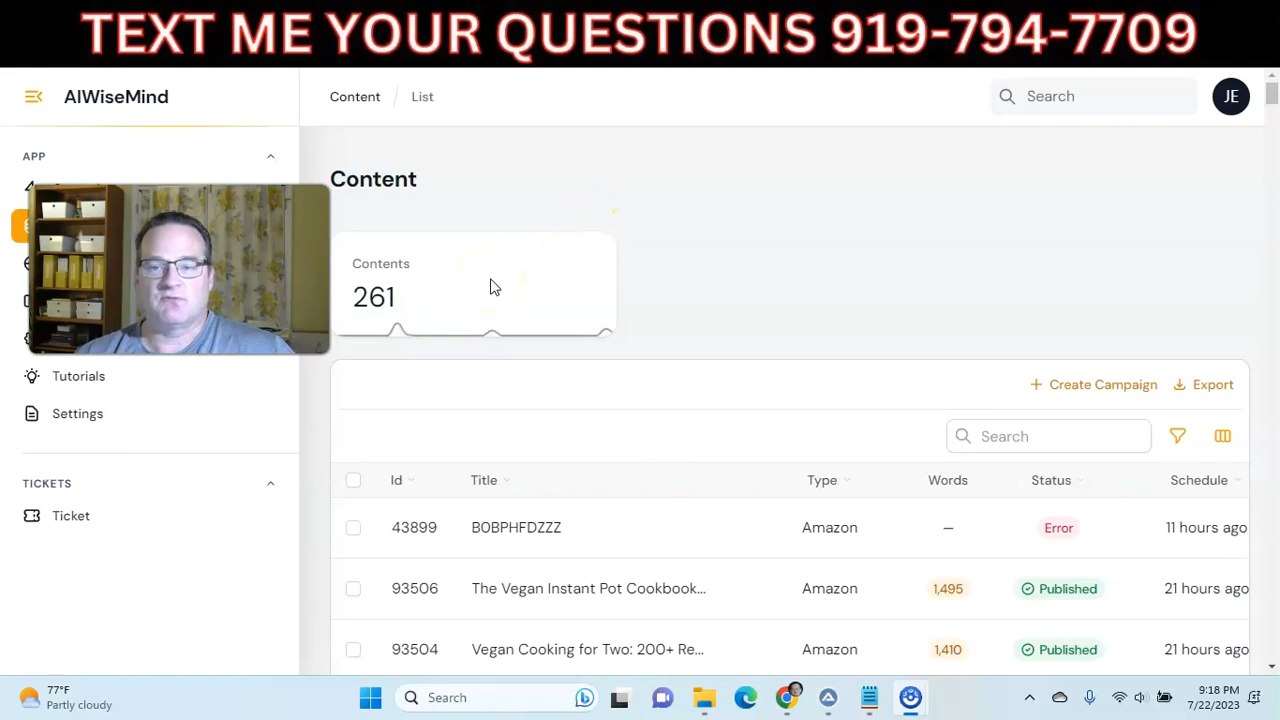 TEXT ME YOUR QUESTIONS 919-794-7709
AIWiseMind
Content
List
Search
JE
APP
Content
Contents
261
Tutorials
Settings
TICKETS
Ticket
Create Campaign
Export
Search
Id
Title
Type
Words
Status
Schedule
43899
B0BPHFDZZZ
Amazon
—
Error
11 hours ago
93506
The Vegan Instant Pot Cookbook...
Amazon
1,495
Published
21 hours ago
93504
Vegan Cooking for Two: 200+ Re...
Amazon
1,410
Published
21 hours ago
77°F
Partly cloudy
Search
9:18 PM
7/22/2023